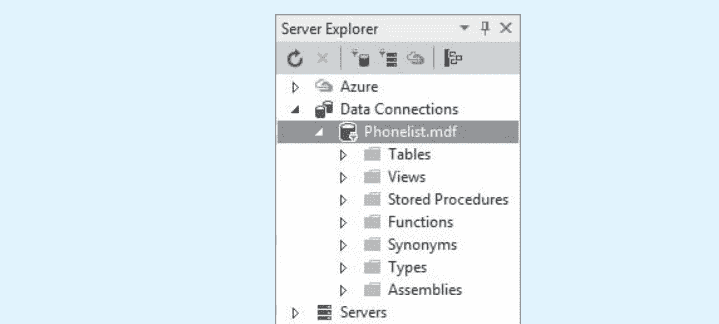 Server Explorer
Azure
Data Connections
Phonelist.mdf
Tables
Views
Stored Procedures
Functions
Synonyms
Types
Assemblies
Servers